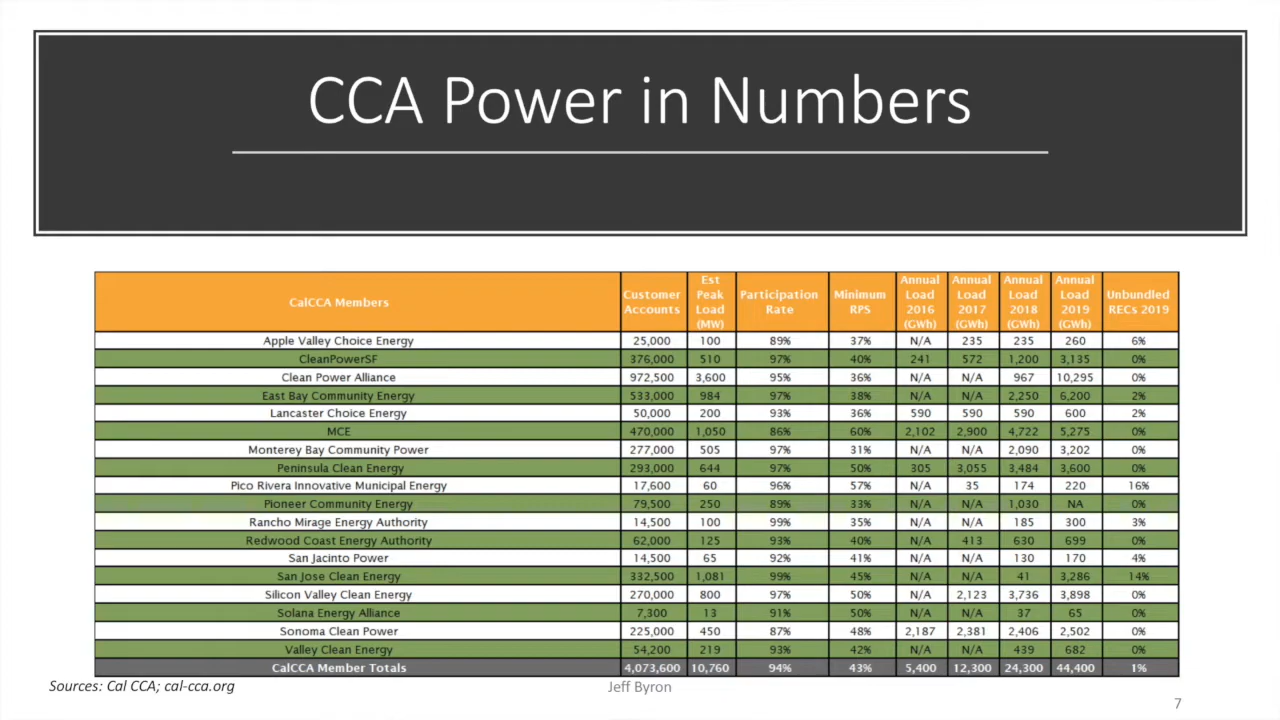 CCA Power in Numbers
CalCCA Members Customer Accounts Est Peak Load (MW) Participation Rate Minimum RPS Annual Load 2016 (GWh) Annual Load 2017 (GWh) Annual Load 2018 (GWh) Annual Load 2019 (GWh) Unbundled RECs 2019
Apple Valley Choice Energy 25,000 100 89% 37% N/A 235 235 260 6%
CleanPowerSF 376,000 510 97% 40% 241 572 1,200 3,135 0%
Clean Power Alliance 972,500 3,600 95% 36% N/A N/A 967 10,295 0%
East Bay Community Energy 533,000 984 97% 38% N/A N/A 2,250 6,200 2%
Lancaster Choice Energy 50,000 200 93% 36% 590 590 590 600 2%
MCE 470,000 1,050 86% 60% 2,102 2,900 4,722 5,275 0%
Monterey Bay Community Power 277,000 505 97% 31% N/A N/A 2,090 3,202 0%
Peninsula Clean Energy 293,000 644 97% 50% 305 3,055 3,484 3,600 0%
Pico Rivera Innovative Municipal Energy 17,600 60 96% 57% N/A 35 174 220 16%
Pioneer Community Energy 79,500 250 89% 33% N/A N/A 1,030 NA 0%
Rancho Mirage Energy Authority 14,500 100 99% 35% N/A N/A 185 300 3%
Redwood Coast Energy Authority 62,000 125 93% 40% N/A 413 630 699 0%
San Jacinto Power 14,500 65 92% 41% N/A N/A 130 170 4%
San Jose Clean Energy 332,500 1,081 99% 45% N/A N/A 41 3,286 14%
Silicon Valley Clean Energy 270,000 800 97% 50% N/A 2,123 3,736 3,898 0%
Solana Energy Alliance 7,300 13 91% 50% N/A N/A 37 65 0%
Sonoma Clean Power 225,000 450 87% 48% 2,187 2,381 2,406 2,502 0%
Valley Clean Energy 54,200 219 93% 42% N/A N/A 439 682 0%
CalCCA Member Totals 4,073,600 10,760 94% 43% 5,400 12,300 24,300 44,400 1%
Sources: Cal CCA; cal-cca.org
Jeff Byron
7